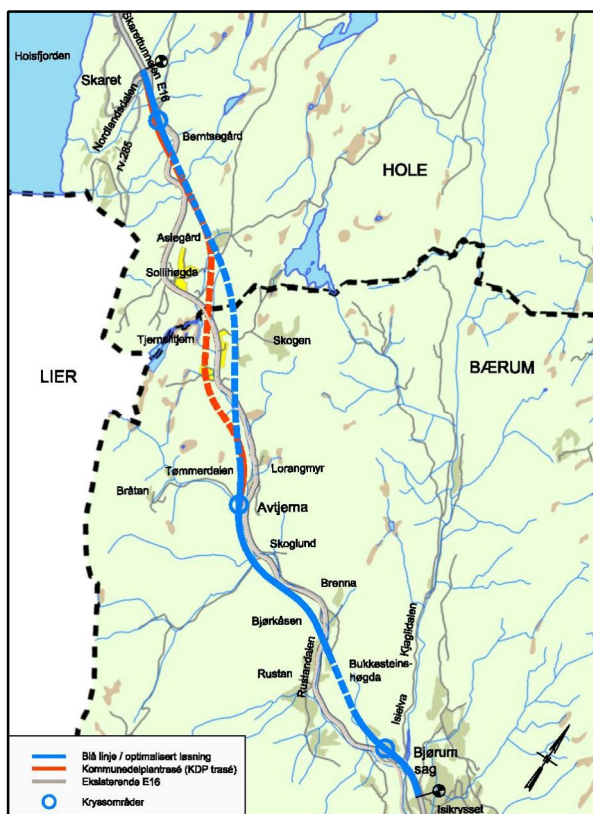 Holsfjorden
Skaret
Skarettunnelen E16
Nordlandsdalen
rv.285
Berntsegård
HOLE
Aslegård
Sollihøgda
Tjernslitjern
Skogen
LIER
BÆRUM
Tømmerdalen
Lorangmyr
Bråtan
Avtjerna
Skoglund
Brenna
Bjørkåsen
Rustandalen
Rustan
Bukkesteins-
høgda
Isielva
Kjaglidalen
Bjørum
sag
Isikrysset
Blå linje / optimalisert løsning
Kommunedelplantrasé (KDP trasé)
Eksisterende E16
Kryssområder